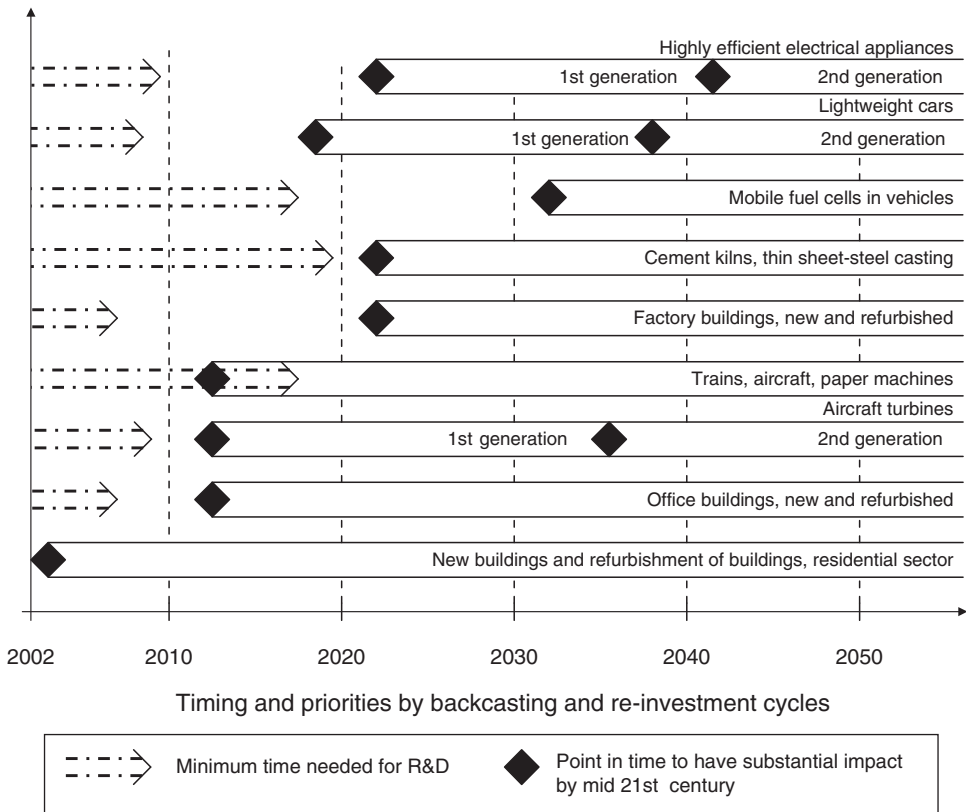 Highly efficient electrical appliances
1st generation 2nd generation
Lightweight cars
1st generation 2nd generation
Mobile fuel cells in vehicles
Cement kilns, thin sheet-steel casting
Factory buildings, new and refurbished
Trains, aircraft, paper machines
Aircraft turbines
1st generation 2nd generation
Office buildings, new and refurbished
New buildings and refurbishment of buildings, residential sector
2002 2010 2020 2030 2040 2050
Timing and priorities by backcasting and re-investment cycles
Minimum time needed for R&D
Point in time to have substantial impact
by mid 21st century